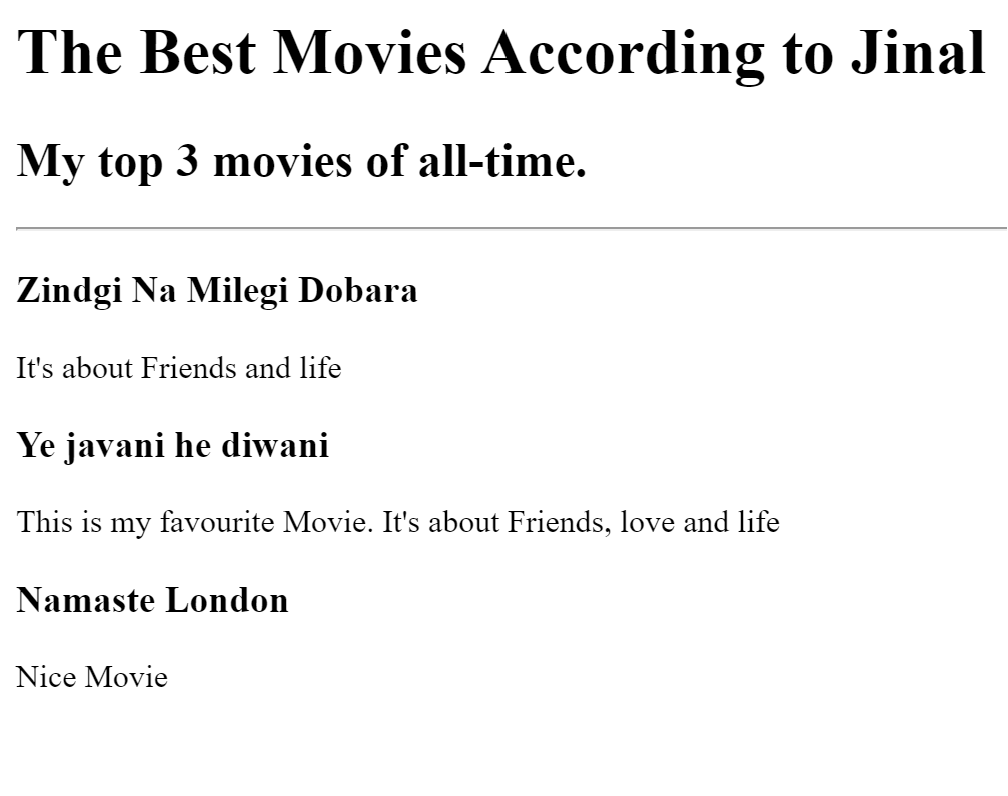 The Best Movies According to Jinal
My top 3 movies of all-time.
Zindgi Na Milegi Dobara
It's about Friends and life
Ye javani he diwani
This is my favourite Movie. It's about Friends, love and life
Namaste London
Nice Movie